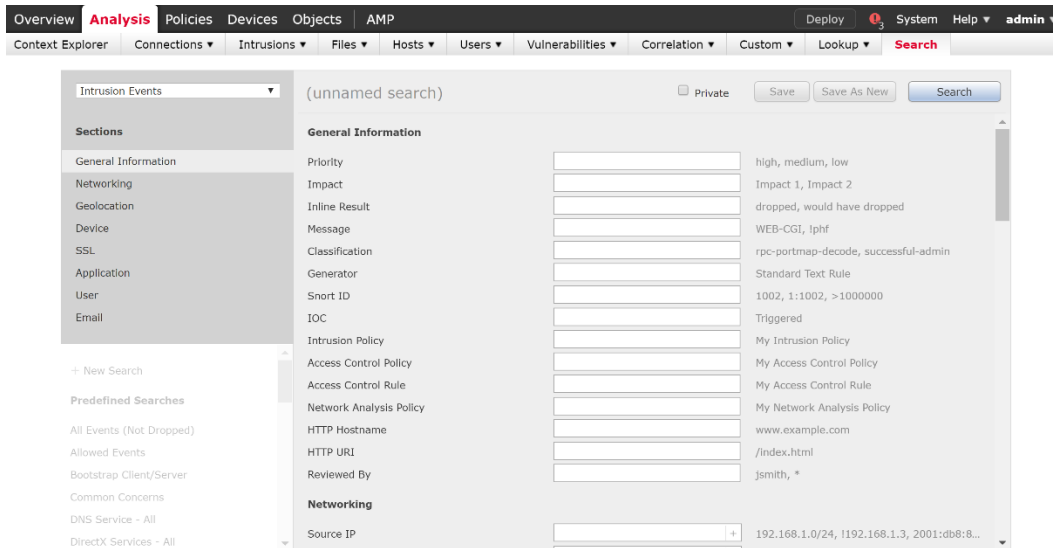 Overview Analysis Policies Devices Objects AMP Deploy 3 System Help ▾ admin ▾
Context Explorer Connections ▾ Intrusions ▾ Files ▾ Hosts ▾ Users ▾ Vulnerabilities ▾ Correlation ▾ Custom ▾ Lookup ▾ Search
Intrusion Events ▾ (unnamed search) Private Save Save As New Search
Sections
General Information
Networking
Geolocation
Device
SSL
Application
User
Email
+ New Search
Predefined Searches
All Events (Not Dropped)
Allowed Events
Bootstrap Client/Server
Common Concerns
DNS Service - All
DirectX Services - All
General Information
Priority high, medium, low
Impact Impact 1, Impact 2
Inline Result dropped, would have dropped
Message WEB-CGI, !phf
Classification rpc-portmap-decode, successful-admin
Generator Standard Text Rule
Snort ID 1002, 1:1002, >1000000
IOC Triggered
Intrusion Policy My Intrusion Policy
Access Control Policy My Access Control Policy
Access Control Rule My Access Control Rule
Network Analysis Policy My Network Analysis Policy
HTTP Hostname www.example.com
HTTP URI /index.html
Reviewed By jsmith, *
Networking
Source IP + 192.168.1.0/24, !192.168.1.3, 2001:db8:8...